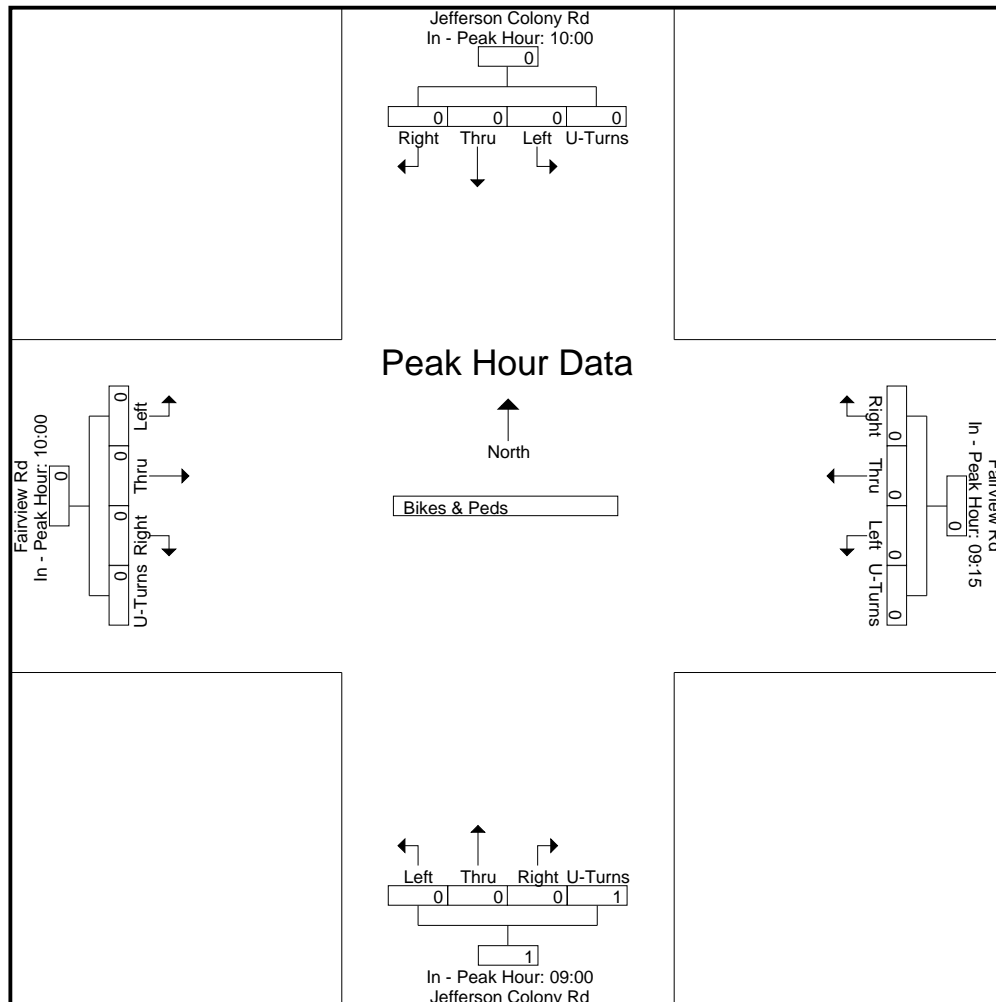 Jefferson Colony Rd
In - Peak Hour: 10:00
0
0 0 0 0
Right Thru Left U-Turns
Peak Hour Data
North
Bikes & Peds
Fairview Rd
In - Peak Hour: 10:00
0
0 0 0 0
Left Thru Right U-Turns
Fairview Rd
In - Peak Hour: 09:15
0
0 0 0 0
Right Thru Left U-Turns
Left Thru Right U-Turns
0 0 0 1
1
In - Peak Hour: 09:00
Jefferson Colony Rd